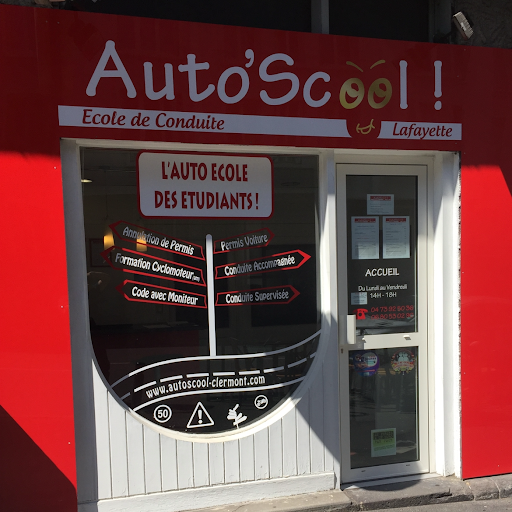 Auto'Scool !
Ecole de Conduite
Lafayette
L'AUTO ECOLE
DES ETUDIANTS !
Annulation de Permis
Permis Voiture
Formation Cyclomoteur
Conduite Accompagnée
Code avec Moniteur
Conduite Supervisée
www.autoscool-clermont.com
50
ACCUEIL
Du Lundi au Vendredi
14H - 18H